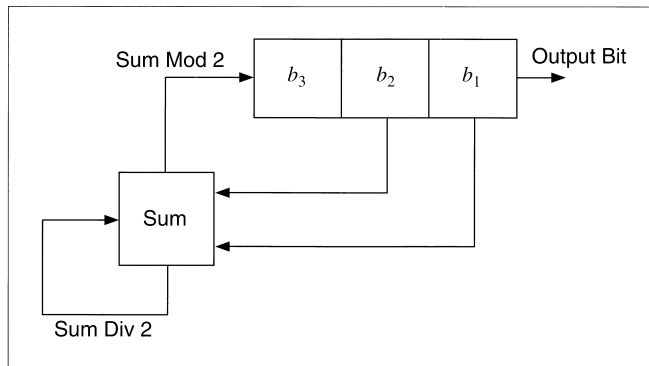 Sum Mod 2
b₃
b₂
b₁
Output Bit
Sum
Sum Div 2